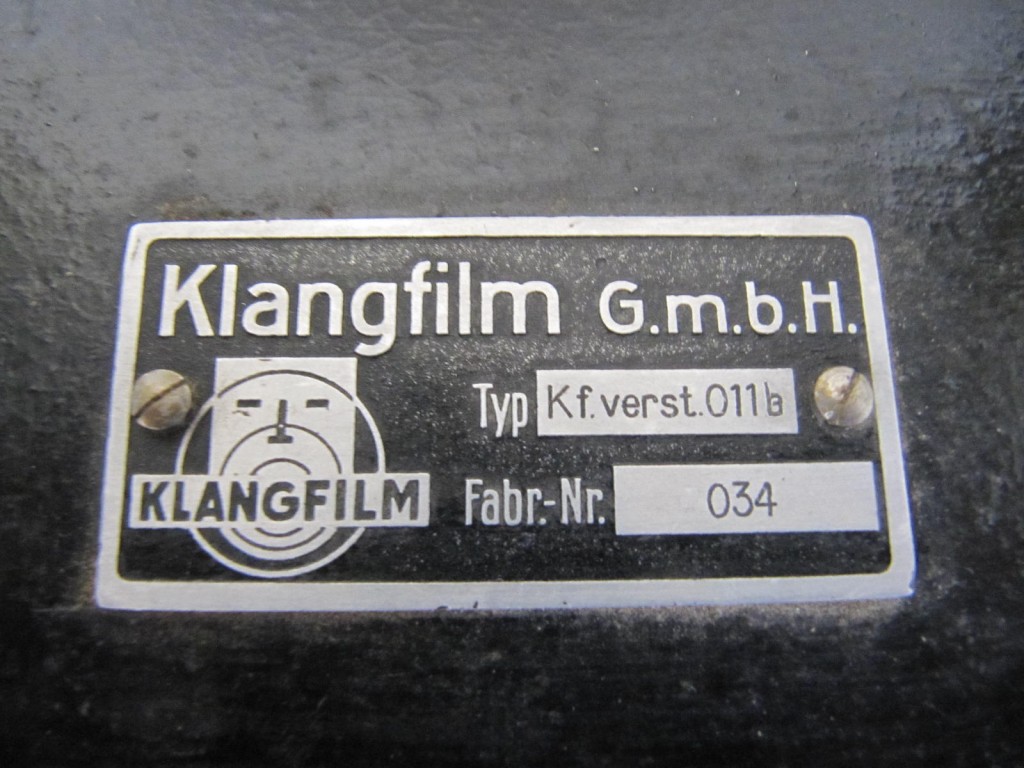 Klangfilm G.m.b.H.
Typ Kf.verst.011b
KLANGFILM
Fabr.-Nr. 034